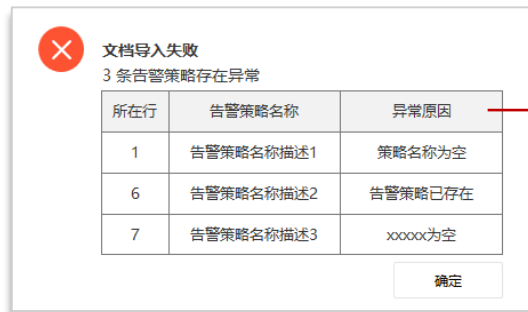 文档导入失败
3 条告警策略存在异常
所在行 告警策略名称 异常原因
1 告警策略名称描述1 策略名称为空
6 告警策略名称描述2 告警策略已存在
7 告警策略名称描述3 xxxxx为空
确定